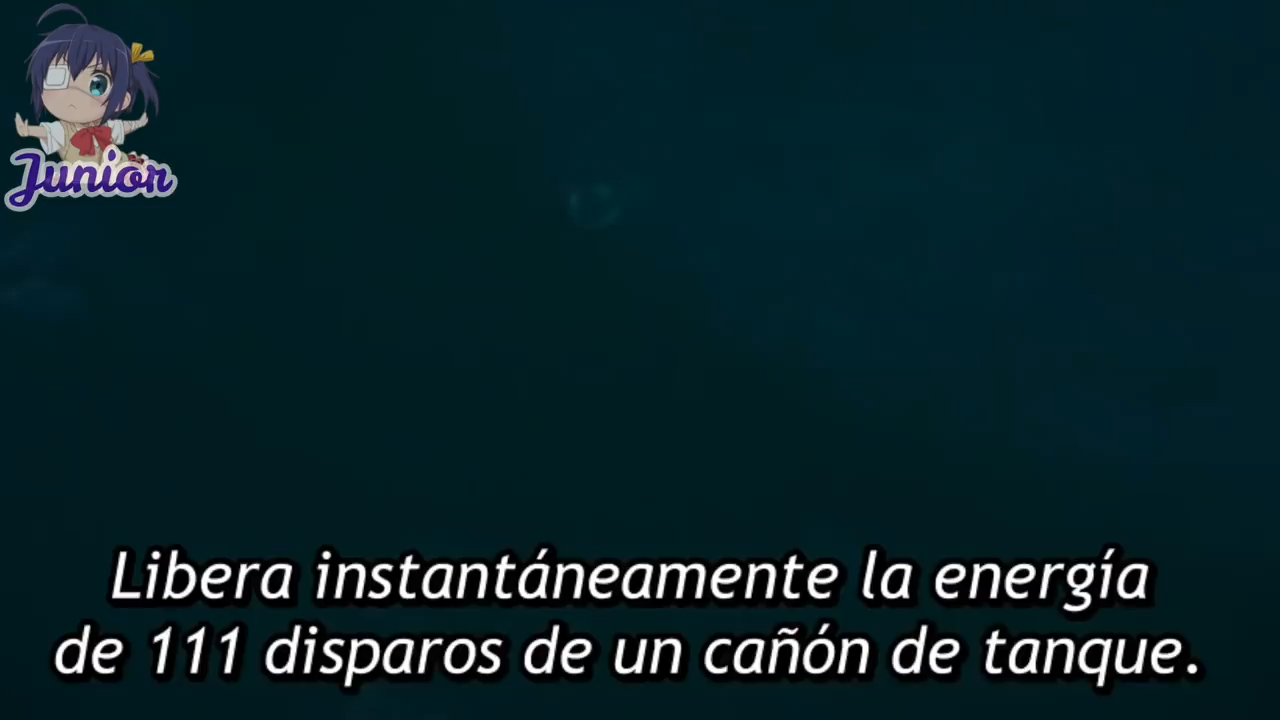 Junior
Libera instantáneamente la energía
de 111 disparos de un cañón de tanque.